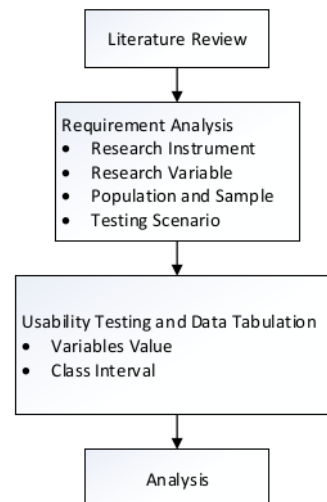 Literature Review
Requirement Analysis
• Research Instrument
• Research Variable
• Population and Sample
• Testing Scenario
Usability Testing and Data Tabulation
• Variables Value
• Class Interval
Analysis